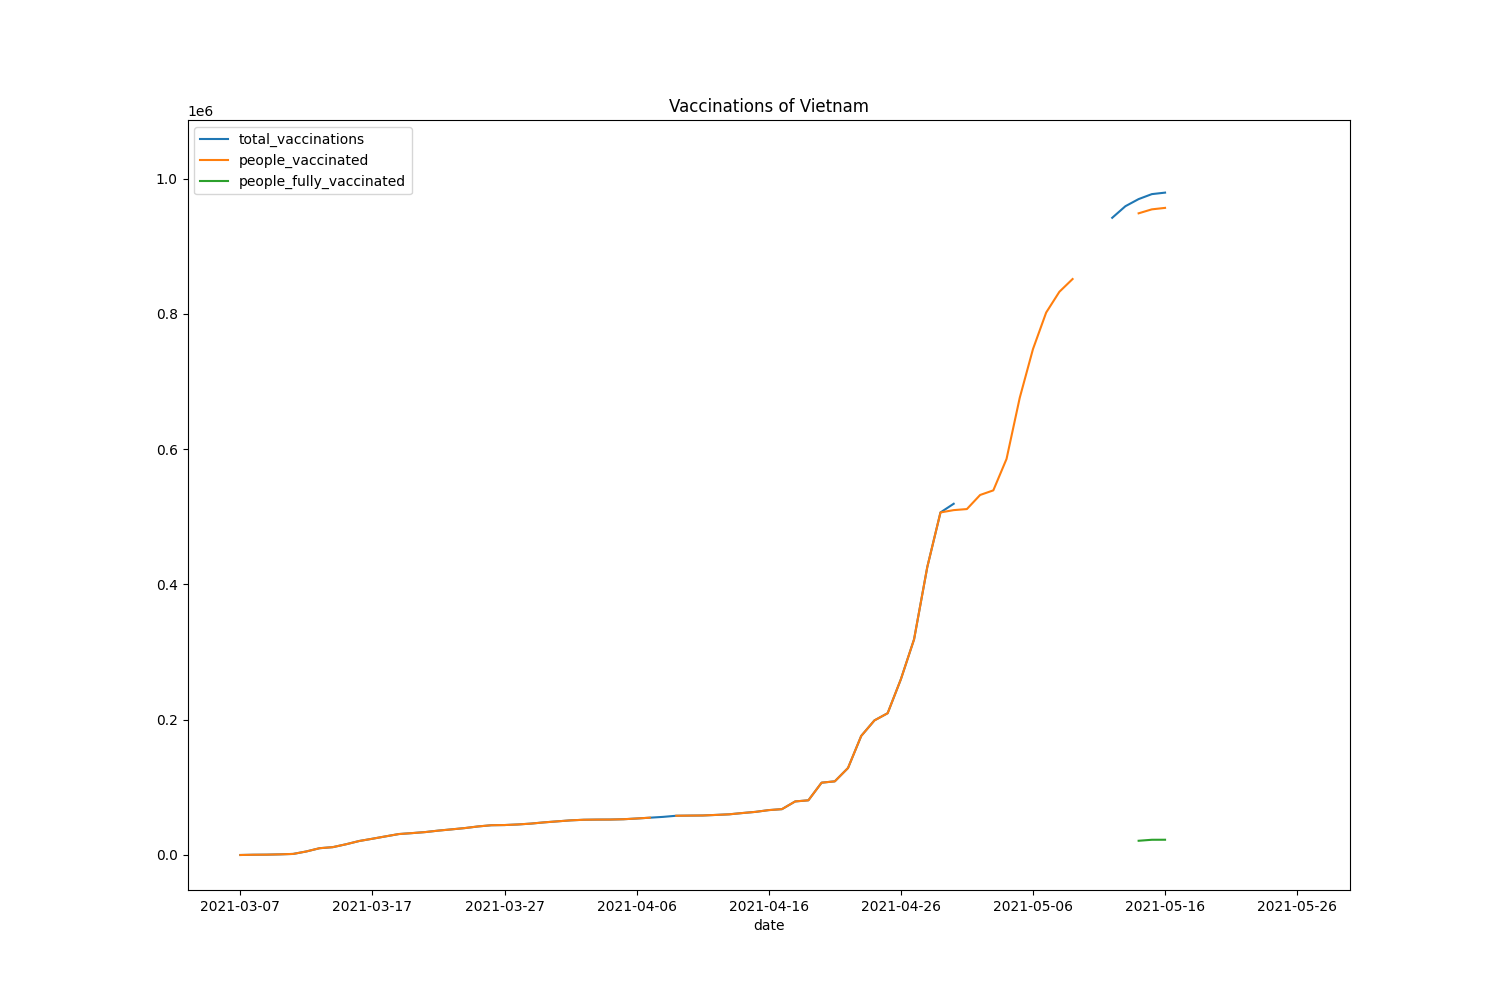 Vaccinations of Vietnam
1e6
total_vaccinations
people_vaccinated
people_fully_vaccinated
1.0
0.8
0.6
0.4
0.2
0.0
2021-03-07 2021-03-17 2021-03-27 2021-04-06 2021-04-16 2021-04-26 2021-05-06 2021-05-16 2021-05-26
date